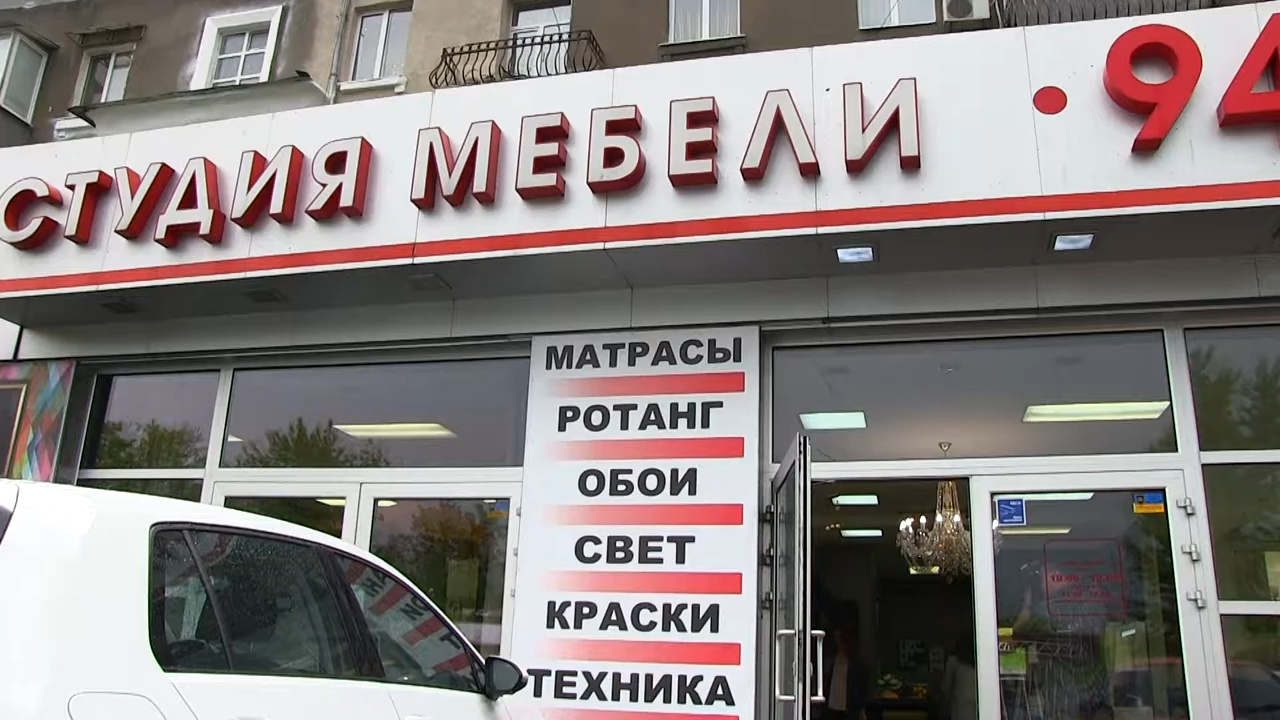 СТУДИЯ МЕБЕЛИ • 94
МАТРАСЫ
РОТАНГ
ОБОИ
СВЕТ
КРАСКИ
ТЕХНИКА